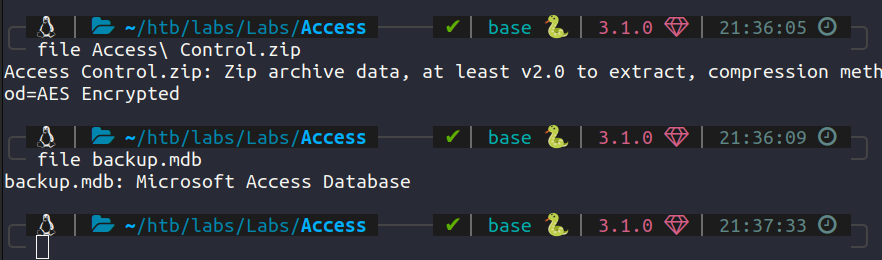 ~/htb/labs/Labs/Access ✔ base 3.1.0 21:36:05
file Access\ Control.zip
Access Control.zip: Zip archive data, at least v2.0 to extract, compression meth
od=AES Encrypted
~/htb/labs/Labs/Access ✔ base 3.1.0 21:36:09
file backup.mdb
backup.mdb: Microsoft Access Database
~/htb/labs/Labs/Access ✔ base 3.1.0 21:37:33